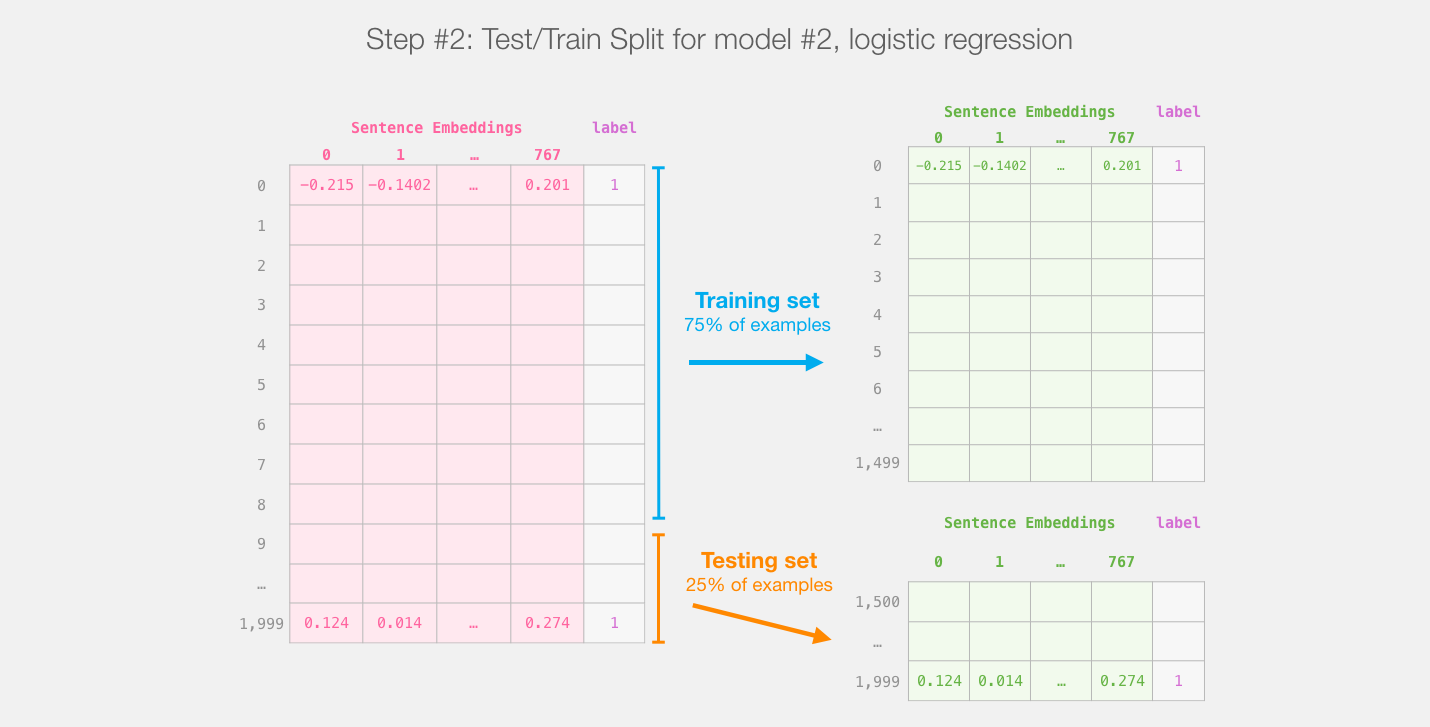 Step #2: Test/Train Split for model #2, logistic regression
Sentence Embeddings label
0 1 … 767
0 −0.215 −0.1402 … 0.201 1
1
2
3
4
5
6
7
8
9
…
1,999 0.124 0.014 … 0.274 1
Training set
75% of examples
Testing set
25% of examples
Sentence Embeddings label
0 1 … 767
0 −0.215 −0.1402 … 0.201 1
1
2
3
4
5
6
…
1,499
Sentence Embeddings label
0 1 … 767
1,500
…
1,999 0.124 0.014 … 0.274 1